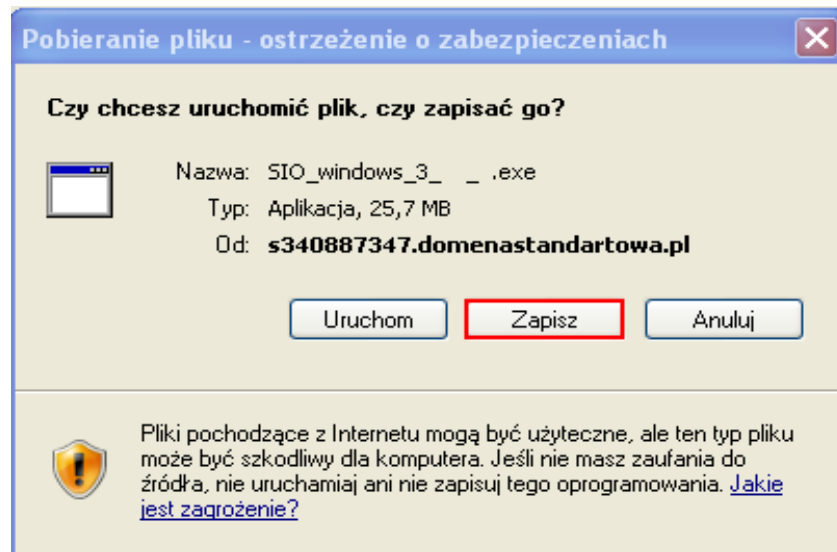 Pobieranie pliku - ostrzeżenie o zabezpieczeniach
Czy chcesz uruchomić plik, czy zapisać go?
Nazwa: SIO_windows_3_ _ .exe
Typ: Aplikacja, 25,7 MB
Od: s340887347.domenastandartowa.pl
Uruchom Zapisz Anuluj
Pliki pochodzące z Internetu mogą być użyteczne, ale ten typ pliku
może być szkodliwy dla komputera. Jeśli nie masz zaufania do
źródła, nie uruchamiaj ani nie zapisuj tego oprogramowania. Jakie
jest zagrożenie?